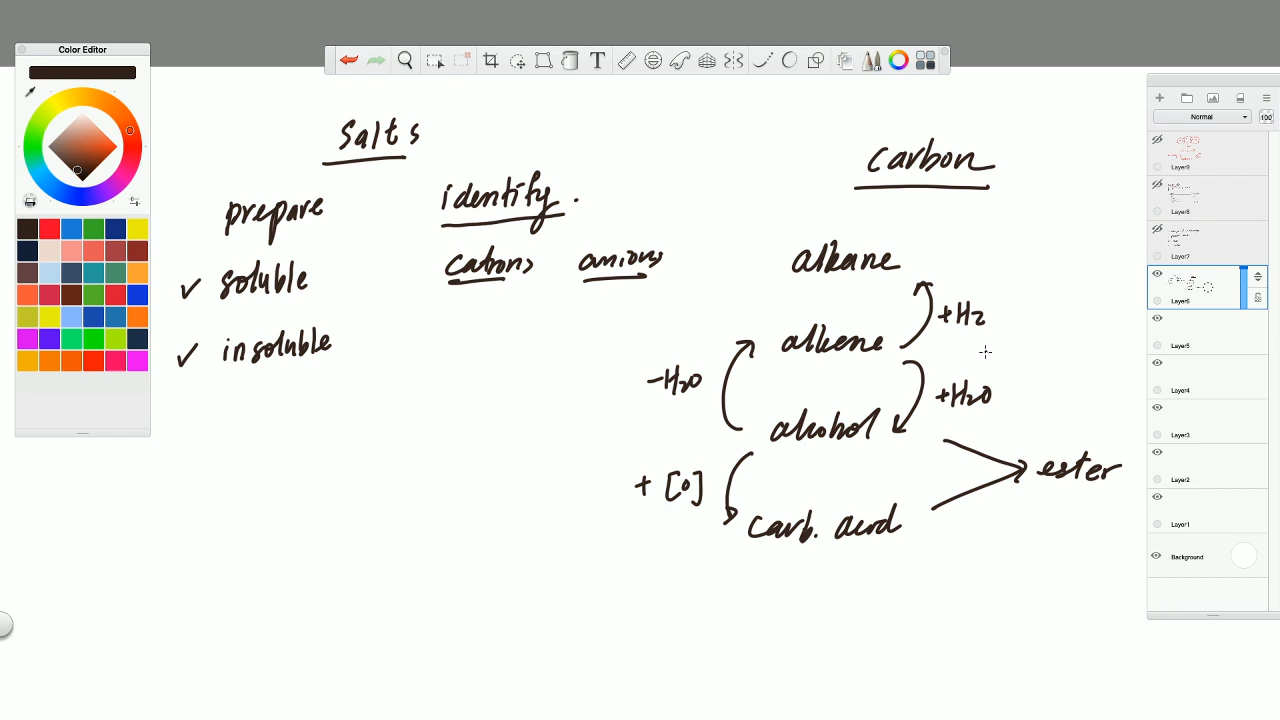 Color Editor
Salts
prepare
✓ soluble
✓ insoluble
identify.
cations anions
carbon
alkane
+H2
alkene
-H2O
+H2O
alcohol
+ [O]
ester
carb. acid
T
Normal
100
Layer9
Layer8
Layer7
Layer6
Layer5
Layer4
Layer3
Layer2
Layer1
Background